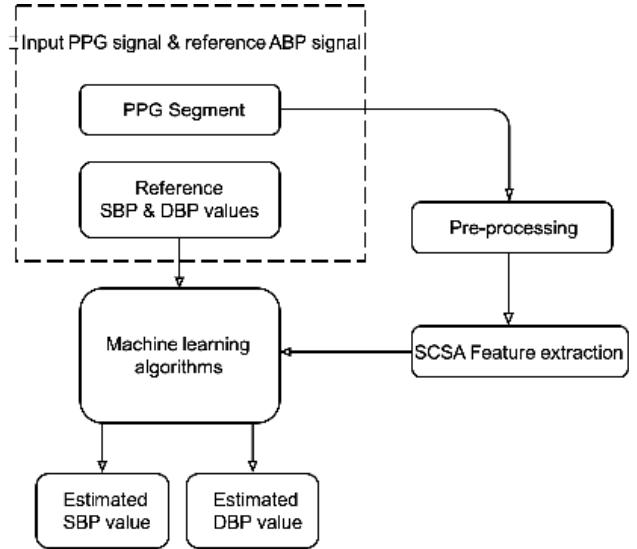 Input PPG signal & reference ABP signal
PPG Segment
Reference
SBP & DBP values
Pre-processing
Machine learning
algorithms
SCSA Feature extraction
Estimated
SBP value
Estimated
DBP value